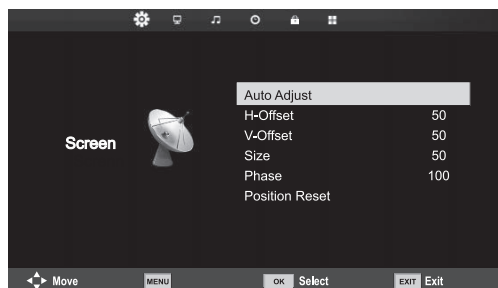 Screen
Auto Adjust
H-Offset 50
V-Offset 50
Size 50
Phase 100
Position Reset
Move MENU OK Select EXIT Exit